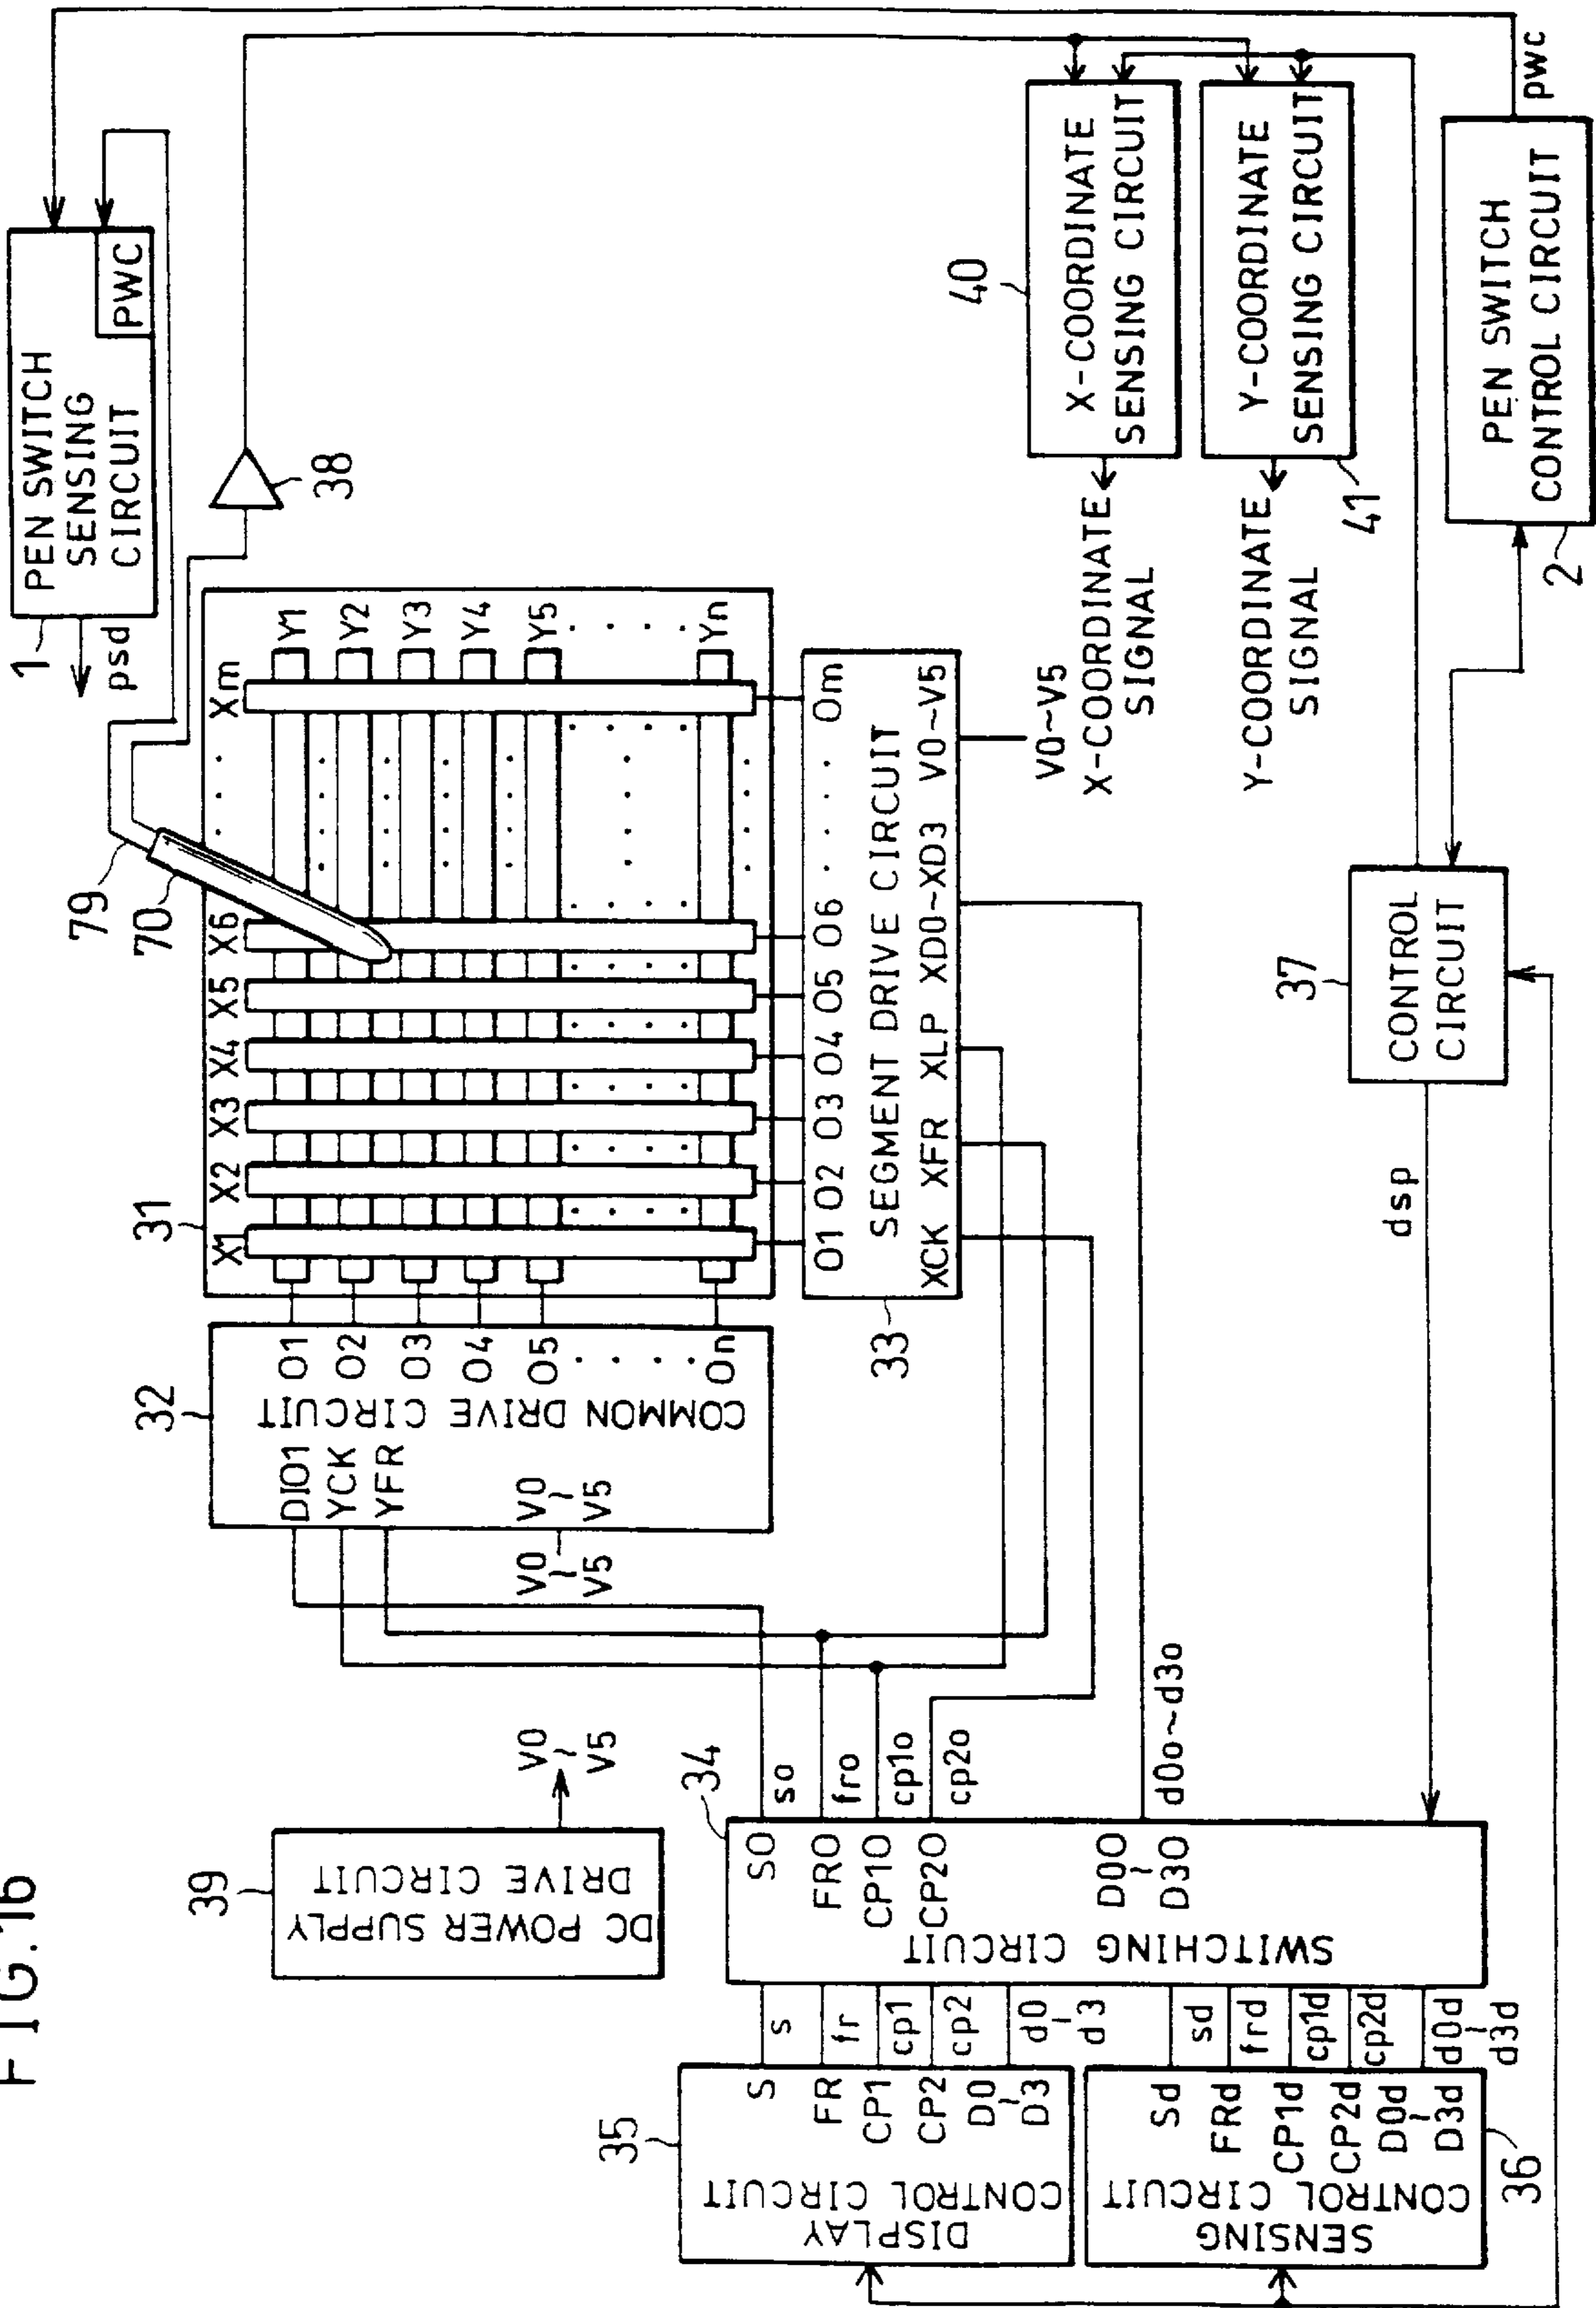 FIG.16
39
DC POWER SUPPLY
DRIVE CIRCUIT
V0
~
V5
32
COMMON DRIVE CIRCUIT
DIO1
YCK
YFR
V0
~
V5
V0
~
V5
O1
O2
O3
O4
O5
. . . .
On
31
X1
X2
X3
X4
X5
X6
. . .
Xm
Y1
Y2
Y3
Y4
Y5
. . . .
Yn
79
70
1
PEN SWITCH
SENSING
CIRCUIT
PWC
psd
38
33
O1 O2 O3 O4 O5 O6 . . . . Om
SEGMENT DRIVE CIRCUIT
XCK XFR XLP XD0~XD3 V0~V5
V0~V5
35
DISPLAY
CONTROL CIRCUIT
S
FR
CP1
CP2
D0
~
D3
s
fr
cp1
cp2
d0
~
d3
36
SENSING
CONTROL CIRCUIT
Sd
FRd
CP1d
CP2d
D0d
~
D3d
sd
frd
cp1d
cp2d
d0d
~
d3d
34
SWITCHING CIRCUIT
SO
FRO
CP1O
CP2O
D0O
~
D3O
so
fro
cp1o
cp2o
d0o~d3o
dsp
37
CONTROL
CIRCUIT
40
X-COORDINATE
SENSING CIRCUIT
X-COORDINATE
SIGNAL
41
Y-COORDINATE
SENSING CIRCUIT
Y-COORDINATE
SIGNAL
2
PEN SWITCH
CONTROL CIRCUIT
pwc